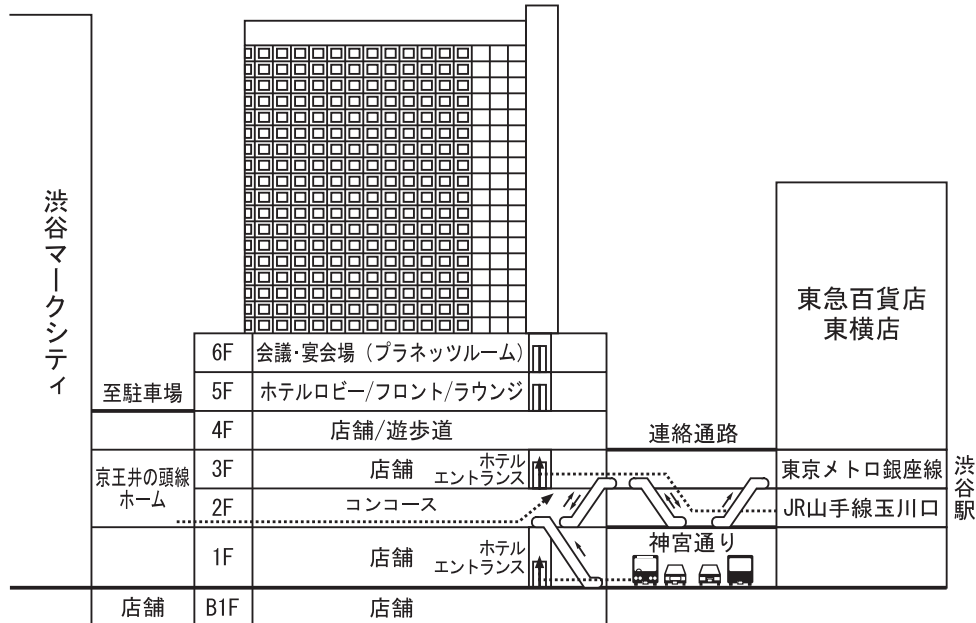 渋谷マークシティ
東急百貨店
東横店
6F
会議・宴会場（プラネッツルーム）
至駐車場
5F
ホテルロビー/フロント/ラウンジ
4F
店舗/遊歩道
連絡通路
京王井の頭線
ホーム
3F
店舗
ホテル
エントランス
東京メトロ銀座線
渋谷駅
2F
コンコース
JR山手線玉川口
神宮通り
1F
店舗
ホテル
エントランス
店舗
B1F
店舗